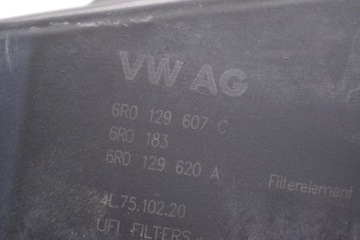 VW AG
6R0 129 607 C
6R0 183
6R0 129 620 A
Filterelement
4L.75.102.20
UFI FILTERS